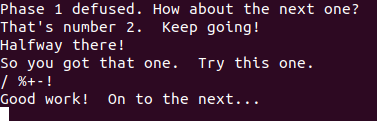 Phase 1 defused. How about the next one?
That's number 2.  Keep going!
Halfway there!
So you got that one.  Try this one.
/ %+-!
Good work!  On to the next...